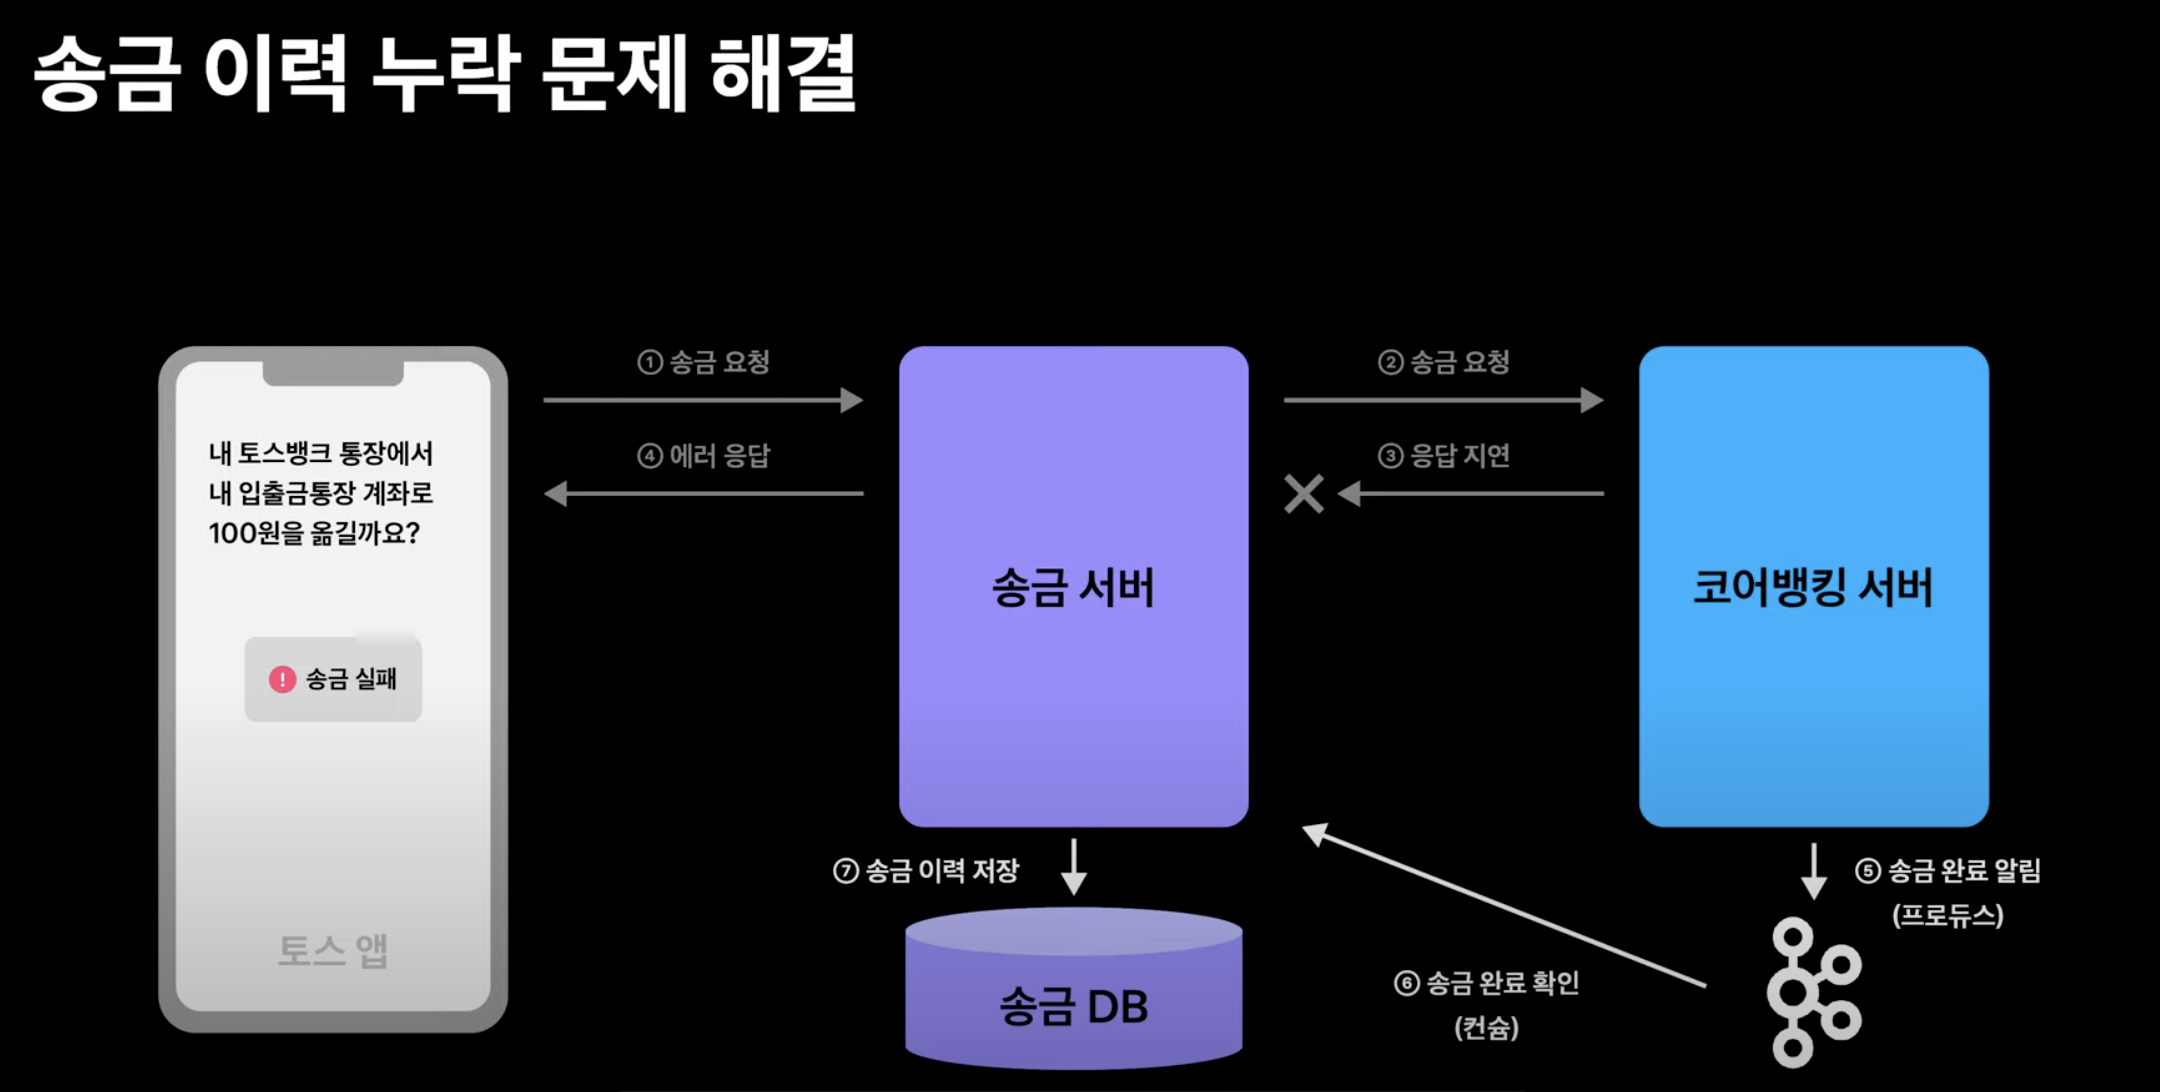 송금 이력 누락 문제 해결
① 송금 요청
② 송금 요청
④ 에러 응답
③ 응답 지연
내 토스뱅크 통장에서
내 입출금통장 계좌로
100원을 옮길까요?
송금 서버
코어뱅킹 서버
! 송금 실패
⑦ 송금 이력 저장
⑤ 송금 완료 알림
(프로듀스)
토스 앱
송금 DB
⑥ 송금 완료 확인
(컨슘)